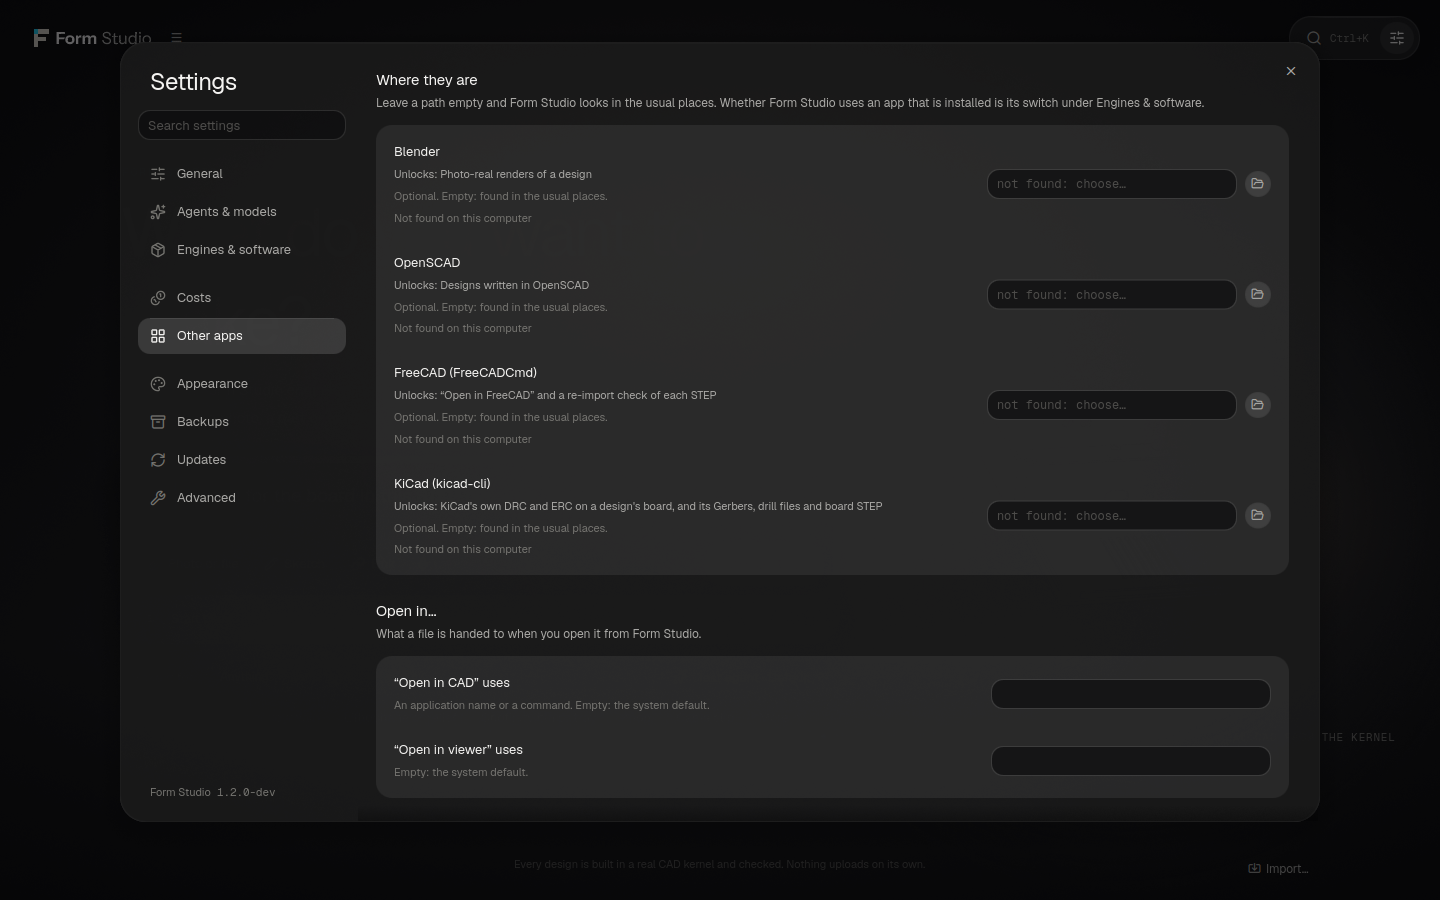 Form Studio
Ctrl+K
Settings
Search settings
General
Agents & models
Engines & software
Costs
Other apps
Appearance
Backups
Updates
Advanced
Form Studio 1.2.0-dev
Where they are
Leave a path empty and Form Studio looks in the usual places. Whether Form Studio uses an app that is installed is its switch under Engines & software.
Blender
Unlocks: Photo-real renders of a design
Optional. Empty: found in the usual places.
Not found on this computer
not found: choose…
OpenSCAD
Unlocks: Designs written in OpenSCAD
Optional. Empty: found in the usual places.
Not found on this computer
not found: choose…
FreeCAD (FreeCADCmd)
Unlocks: “Open in FreeCAD” and a re-import check of each STEP
Optional. Empty: found in the usual places.
Not found on this computer
not found: choose…
KiCad (kicad-cli)
Unlocks: KiCad's own DRC and ERC on a design's board, and its Gerbers, drill files and board STEP
Optional. Empty: found in the usual places.
Not found on this computer
not found: choose…
Open in…
What a file is handed to when you open it from Form Studio.
“Open in CAD” uses
An application name or a command. Empty: the system default.
“Open in viewer” uses
Empty: the system default.
THE KERNEL
Every design is built in a real CAD kernel and checked. Nothing uploads on its own.
Import…